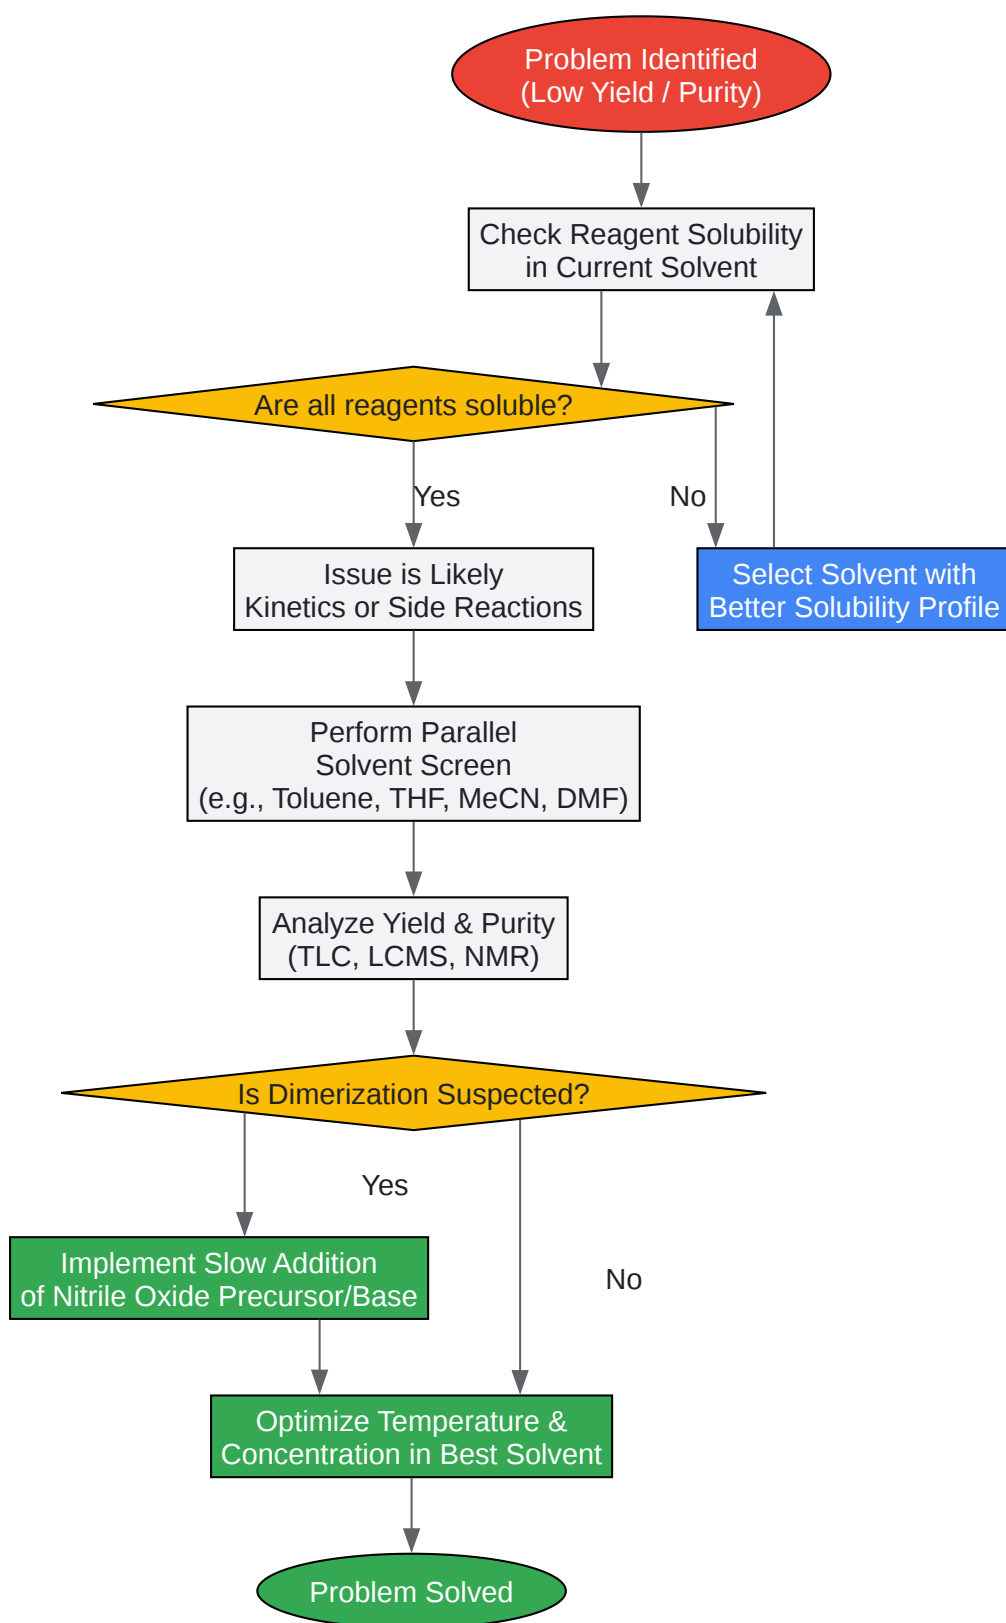 Problem Identified
(Low Yield / Purity)
Check Reagent Solubility
in Current Solvent
Are all reagents soluble?
Yes
No
Issue is Likely
Kinetics or Side Reactions
Select Solvent with
Better Solubility Profile
Perform Parallel
Solvent Screen
(e.g., Toluene, THF, MeCN, DMF)
Analyze Yield & Purity
(TLC, LCMS, NMR)
Is Dimerization Suspected?
Yes
Implement Slow Addition
of Nitrile Oxide Precursor/Base
No
Optimize Temperature &
Concentration in Best Solvent
Problem Solved